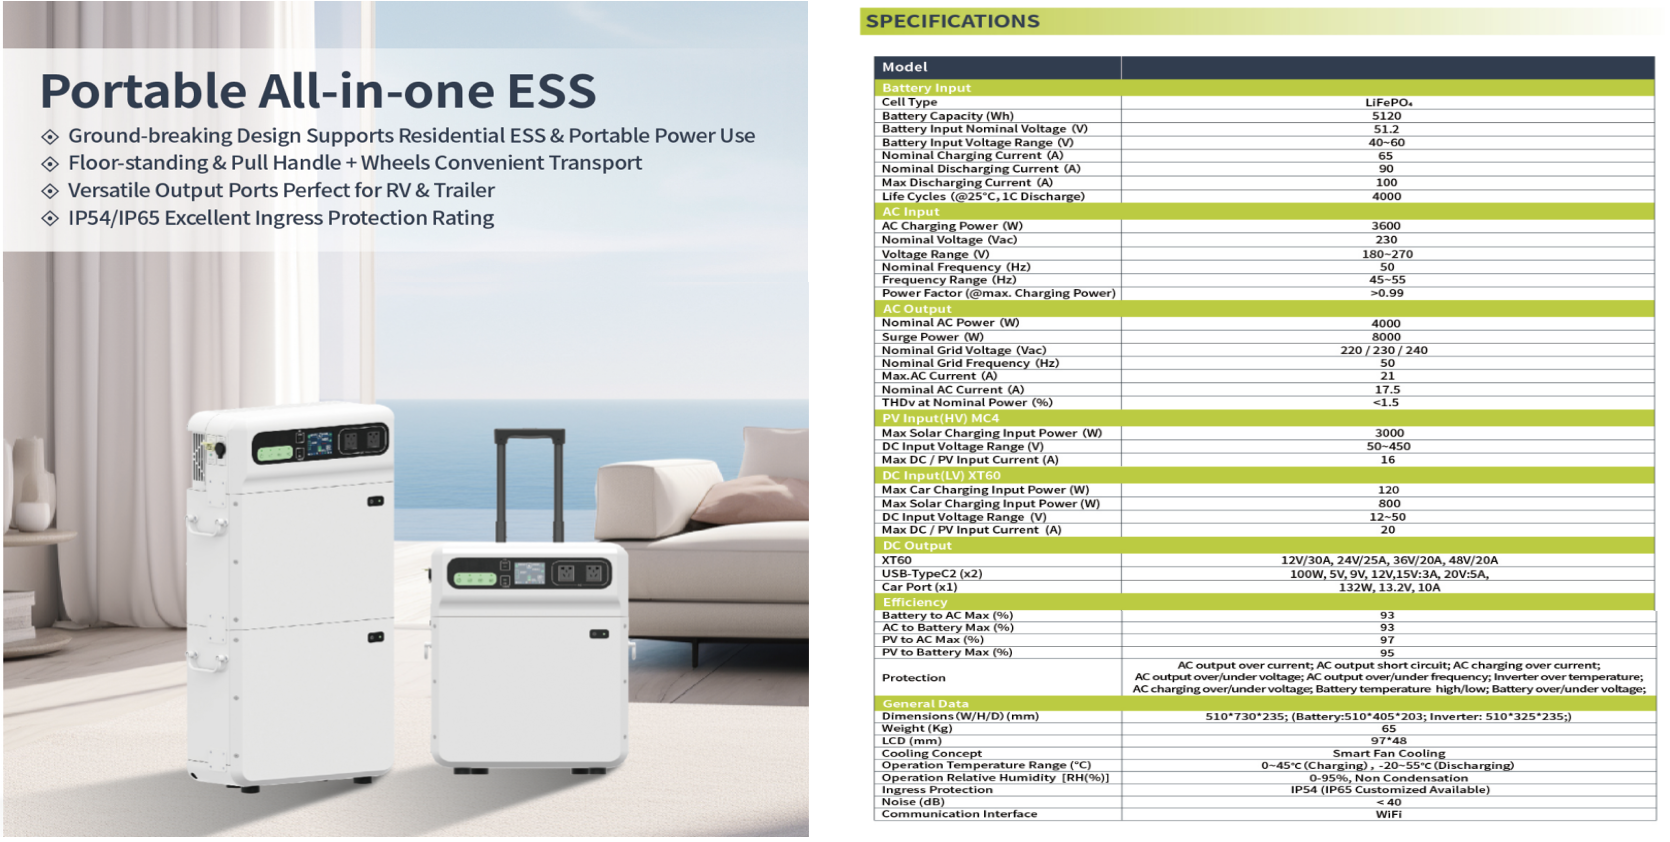 Portable All-in-one ESS
Ground-breaking Design Supports Residential ESS & Portable Power Use
Floor-standing & Pull Handle + Wheels Convenient Transport
Versatile Output Ports Perfect for RV & Trailer
IP54/IP65 Excellent Ingress Protection Rating
SPECIFICATIONS
Model
Battery Input
Cell Type LiFePO₄
Battery Capacity (Wh) 5120
Battery Input Nominal Voltage (V) 51.2
Battery Input Voltage Range (V) 40~60
Nominal Charging Current (A) 65
Nominal Discharging Current (A) 90
Max Discharging Current (A) 100
Life Cycles (@25°C, 1C Discharge) 4000
AC Input
AC Charging Power (W) 3600
Nominal Voltage (Vac) 230
Voltage Range (V) 180~270
Nominal Frequency (Hz) 50
Frequency Range (Hz) 45~55
Power Factor (@max. Charging Power) >0.99
AC Output
Nominal AC Power (W) 4000
Surge Power (W) 8000
Nominal Grid Voltage (Vac) 220 / 230 / 240
Nominal Grid Frequency (Hz) 50
Max.AC Current (A) 21
Nominal AC Current (A) 17.5
THDv at Nominal Power (%) <1.5
PV Input(HV) MC4
Max Solar Charging Input Power (W) 3000
DC Input Voltage Range (V) 50~450
Max DC / PV Input Current (A) 16
DC Input(LV) XT60
Max Car Charging Input Power (W) 120
Max Solar Charging Input Power (W) 800
DC Input Voltage Range (V) 12~50
Max DC / PV Input Current (A) 20
DC Output
XT60 12V/30A, 24V/25A, 36V/20A, 48V/20A
USB-TypeC2 (x2) 100W, 5V, 9V, 12V,15V:3A, 20V:5A,
Car Port (x1) 132W, 13.2V, 10A
Efficiency
Battery to AC Max (%) 93
AC to Battery Max (%) 93
PV to AC Max (%) 97
PV to Battery Max (%) 95
Protection AC output over current; AC output short circuit; AC charging over current;
AC output over/under voltage; AC output over/under frequency; Inverter over temperature;
AC charging over/under voltage; Battery temperature high/low; Battery over/under voltage;
General Data
Dimensions (W/H/D) (mm) 510*730*235; (Battery:510*405*203; Inverter: 510*325*235;)
Weight (Kg) 65
LCD (mm) 97*48
Cooling Concept Smart Fan Cooling
Operation Temperature Range (°C) 0~45°C (Charging) , -20~55°C (Discharging)
Operation Relative Humidity [RH(%)] 0-95%, Non Condensation
Ingress Protection IP54 (IP65 Customized Available)
Noise (dB) < 40
Communication Interface WiFi